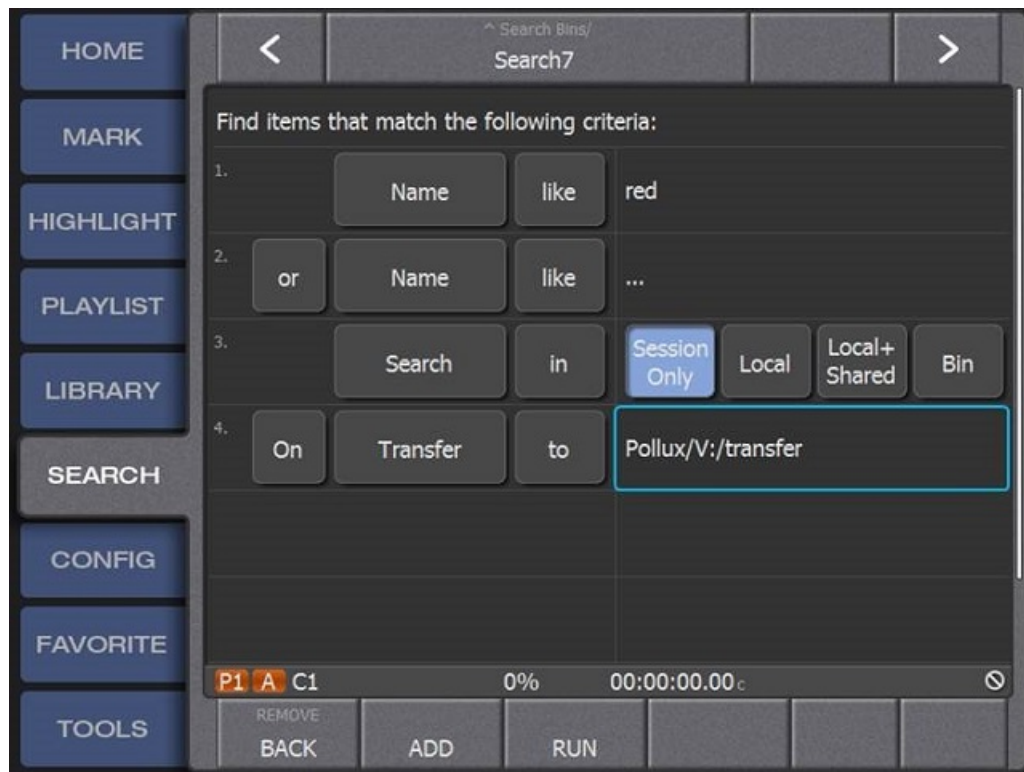 HOME
MARK
HIGHLIGHT
PLAYLIST
LIBRARY
SEARCH
CONFIG
FAVORITE
TOOLS
<
^ Search Bins/
Search7
>
Find items that match the following criteria:
1. Name like red
2. or Name like ...
3. Search in Session Only Local Local+ Shared Bin
4. On Transfer to Pollux/V:/transfer
P1 A C1 0% 00:00:00.00 c
REMOVE
BACK ADD RUN